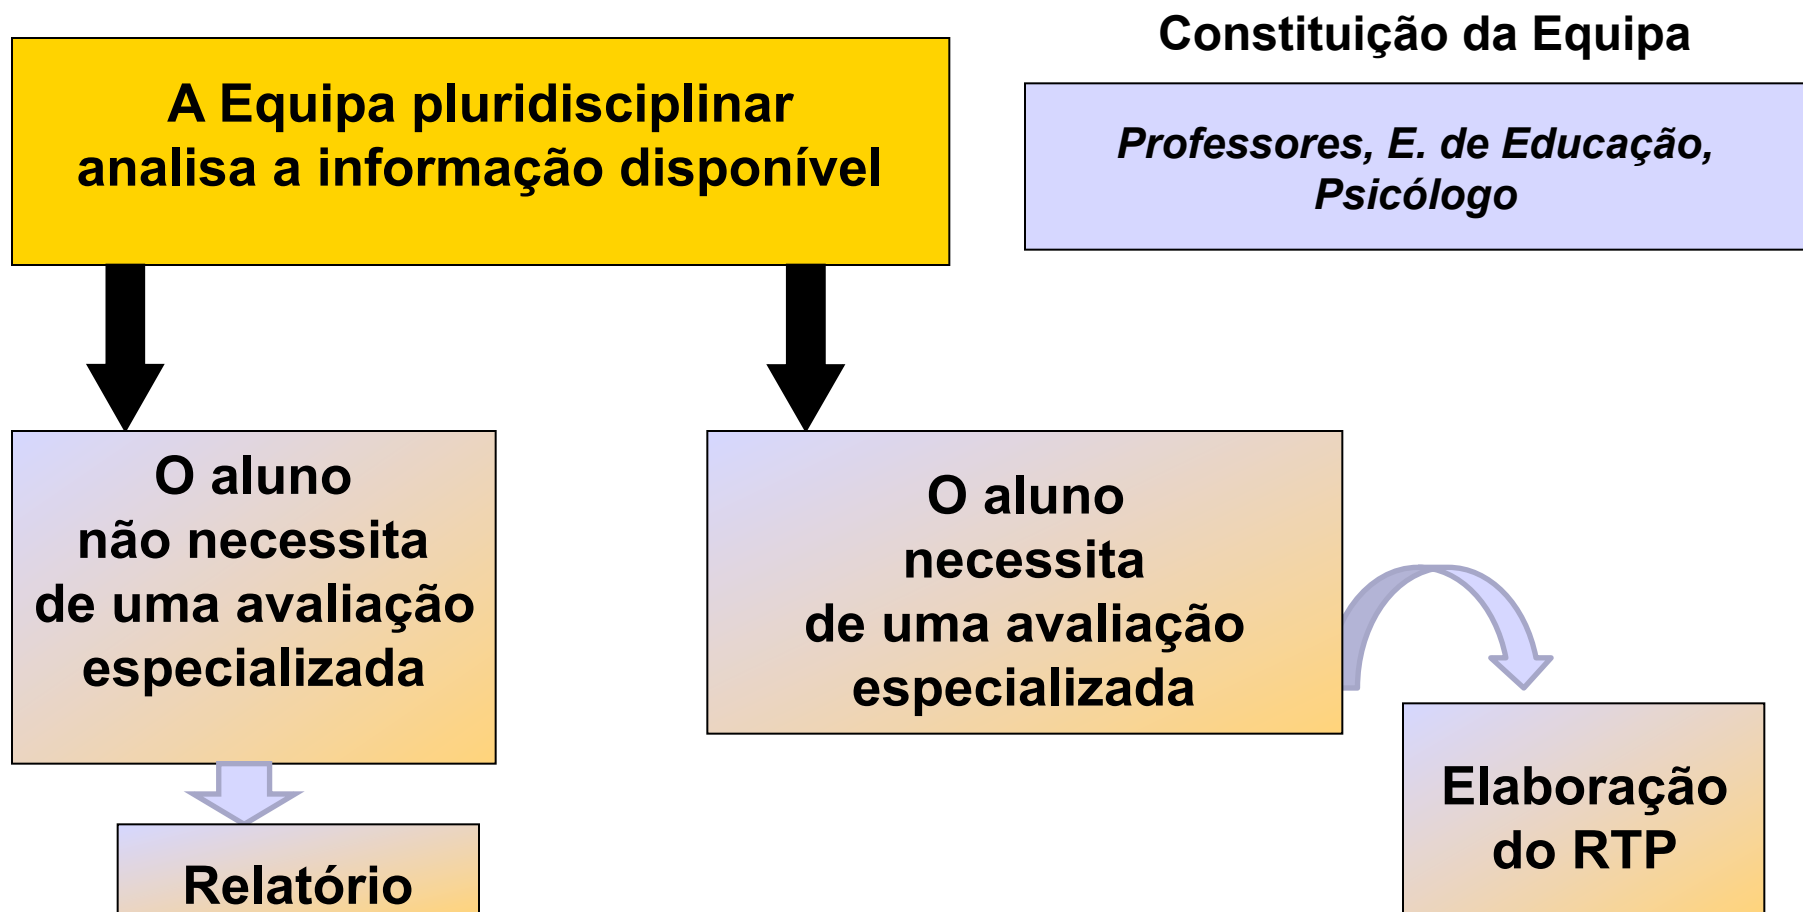 Constituição da Equipa
A Equipa pluridisciplinar
analisa a informação disponível
Professores, E. de Educação,
Psicólogo
O aluno
não necessita
de uma avaliação
especializada
O aluno
necessita
de uma avaliação
especializada
Elaboração
do RTP
Relatório